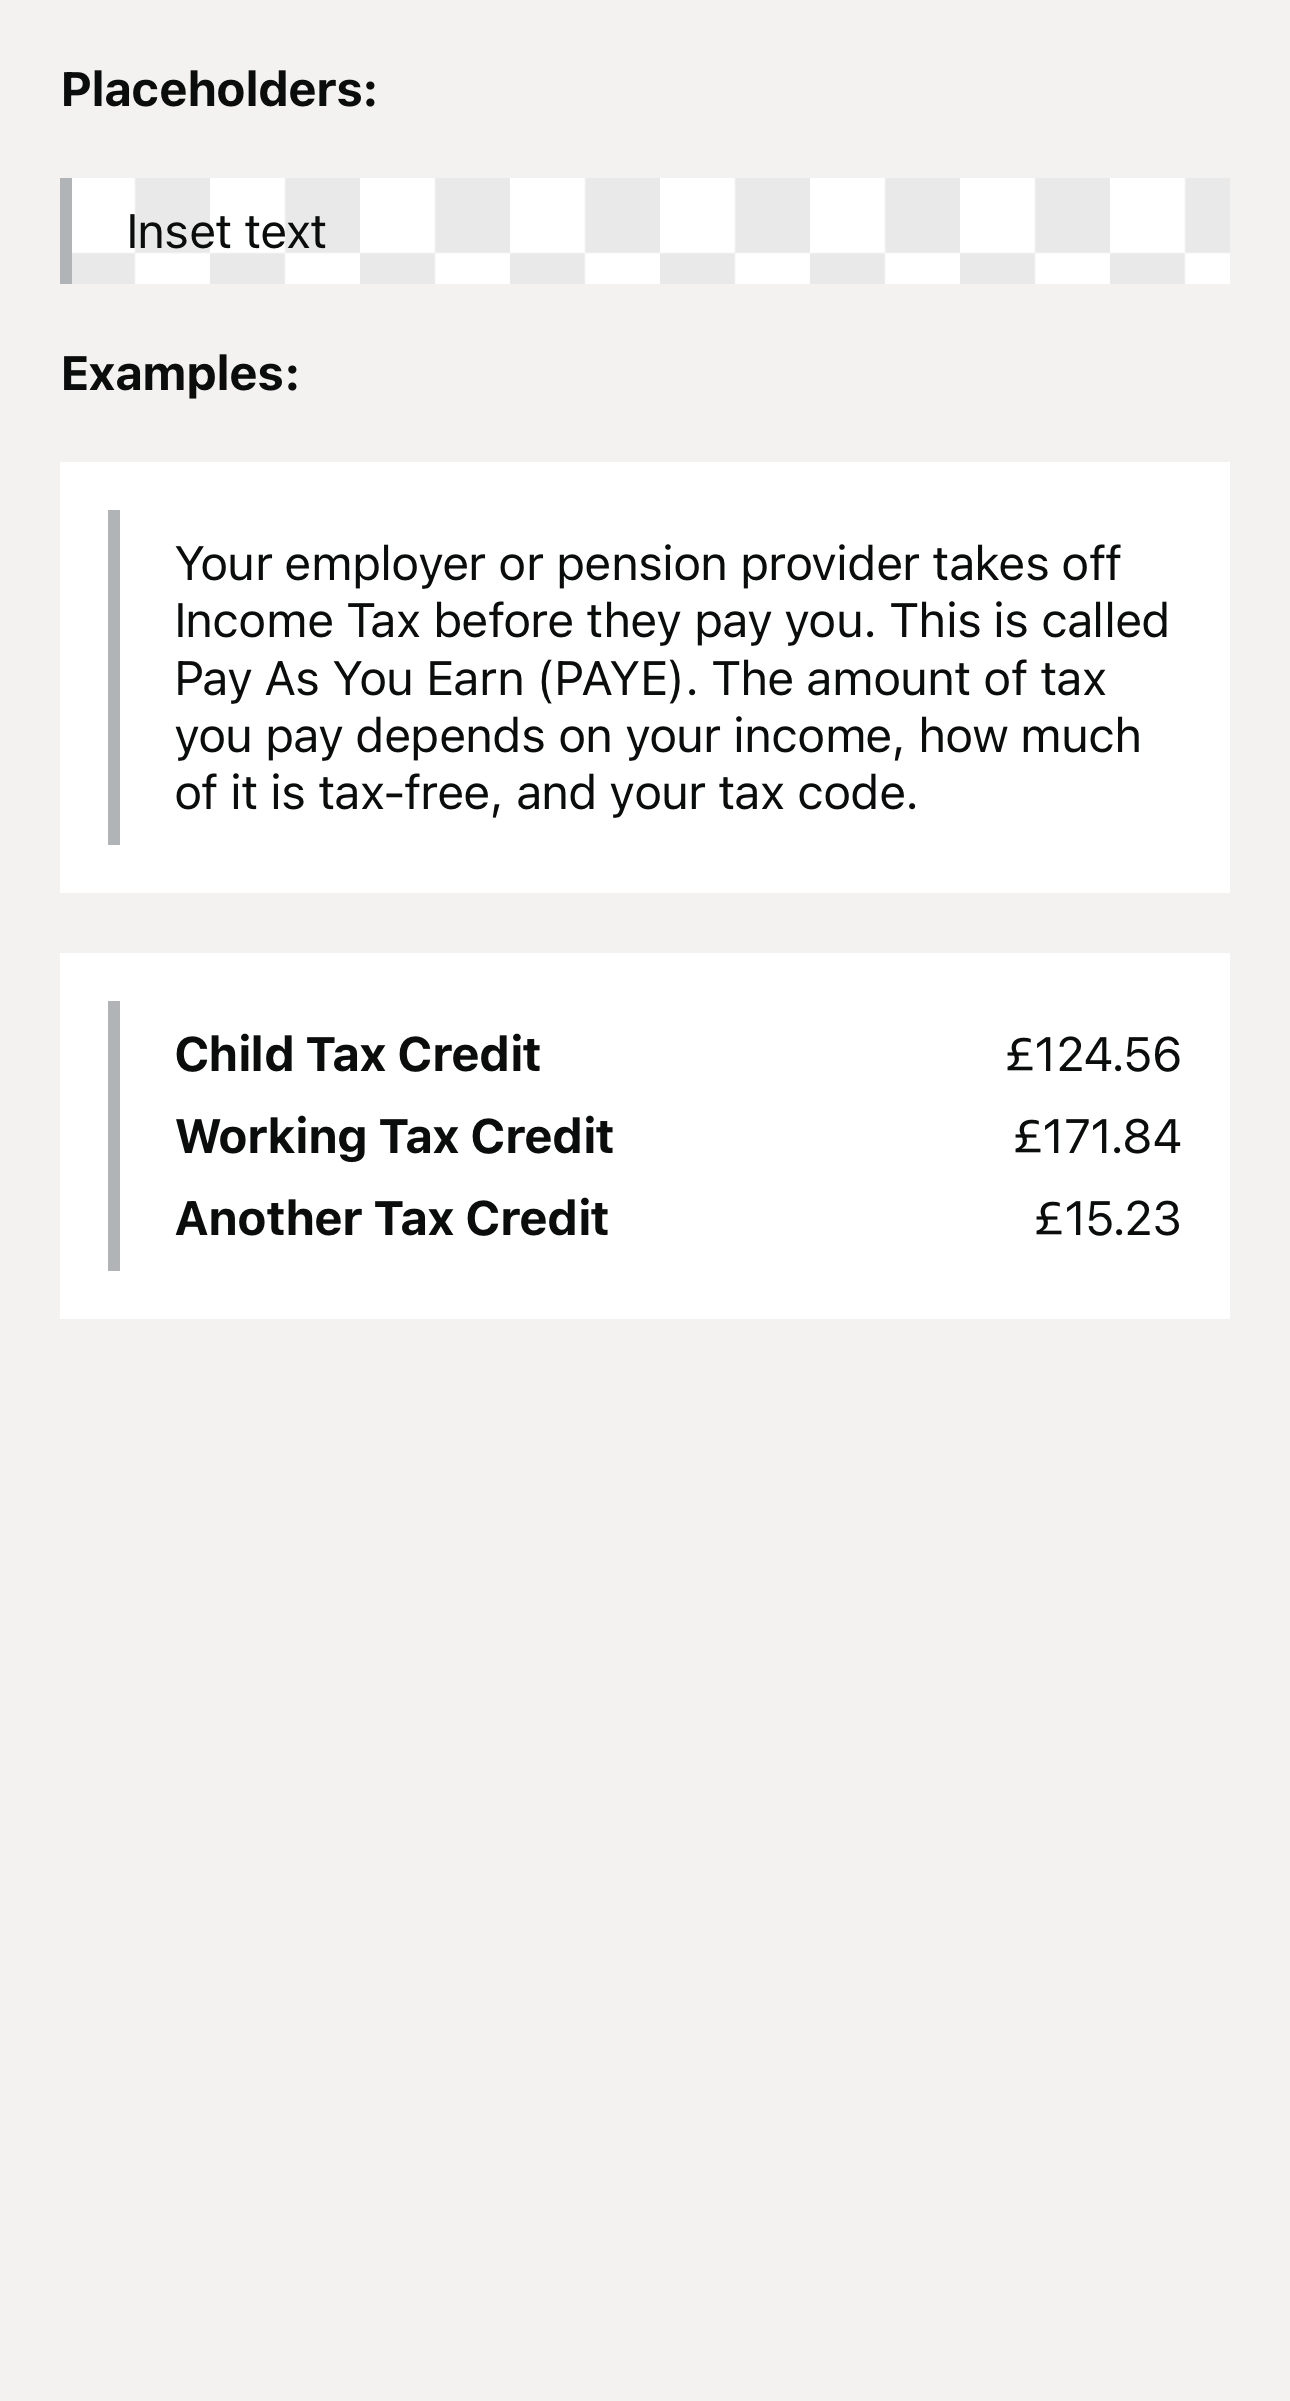 Placeholders:
Inset text
Examples:
Your employer or pension provider takes off
Income Tax before they pay you. This is called
Pay As You Earn (PAYE). The amount of tax
you pay depends on your income, how much
of it is tax-free, and your tax code.
Child Tax Credit £124.56
Working Tax Credit £171.84
Another Tax Credit £15.23